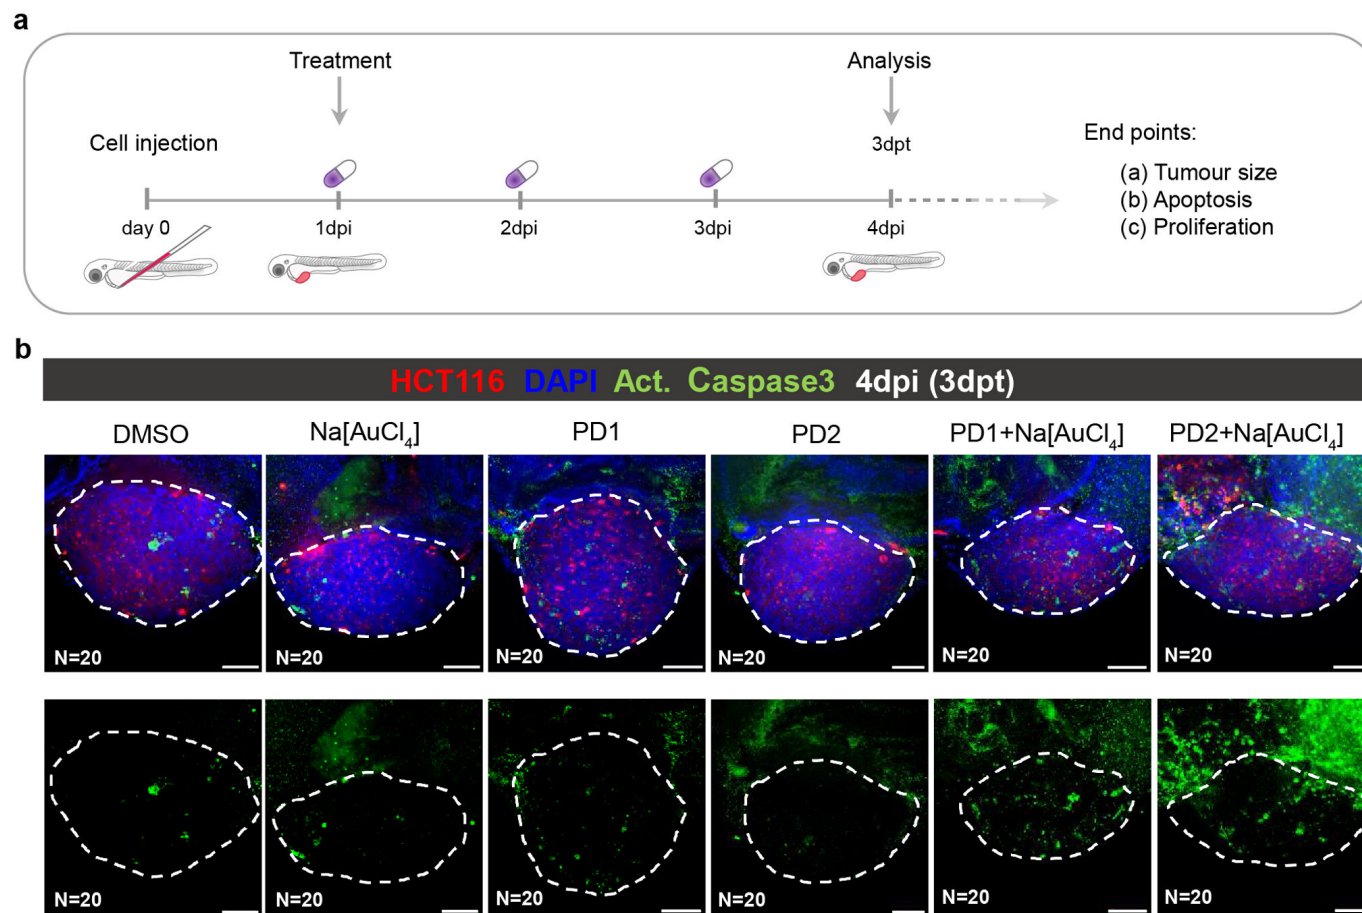 a
Treatment
Analysis
Cell injection
3dpt
End points:
(a) Tumour size
(b) Apoptosis
(c) Proliferation
day 0 1dpi 2dpi 3dpi 4dpi
b
HCT116 DAPI Act. Caspase3 4dpi (3dpt)
DMSO Na[AuCl₄] PD1 PD2 PD1+Na[AuCl₄] PD2+Na[AuCl₄]
N=20 N=20 N=20 N=20 N=20 N=20
N=20 N=20 N=20 N=20 N=20 N=20